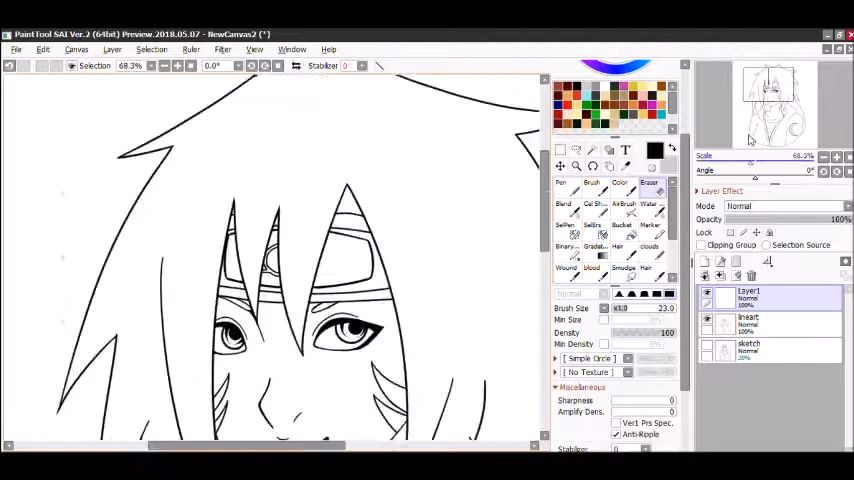 PaintTool SAI Ver.2 (64bit) Preview.2018.05.07 - NewCanvas2 (*)
File Edit Canvas Layer Selection Ruler Filter View Window Help
Selection 68.3% 0.0° Stabilizer 0
Scale 68.3%
Angle 0°
T
Pen Brush Color Eraser
Blend Cel Sh AirBrush Water
SelPen SelErs Bucket Marker
Binary Gradat Hair clouds
Wound blood Smudge Hair
Normal
Brush Size x1.0 23.0
Min Size
Density 100
Min Density
[ Simple Circle ]
[ No Texture ]
Miscellaneous
Sharpness 0
Amplify Dens. 0
Ver1 Prs Spec.
Anti-Ripple
Stabilizer 0
Layer Effect
Mode Normal
Opacity 100%
Lock
Clipping Group Selection Source
Layer1
Normal
100%
lineart
Normal
100%
sketch
Normal
20%